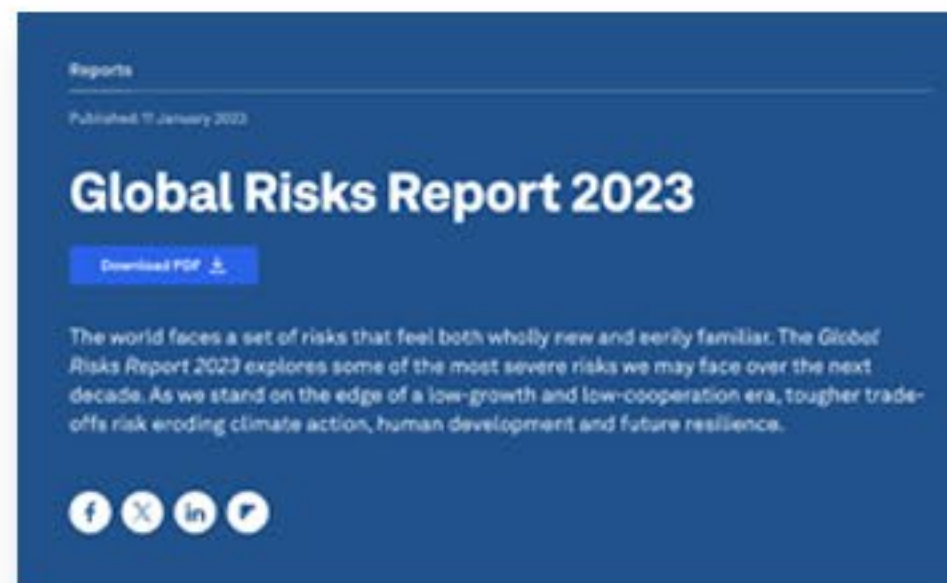 Reports
Published: 11 January 2023
Global Risks Report 2023
Download PDF
The world faces a set of risks that feel both wholly new and eerily familiar. The Global
Risks Report 2023 explores some of the most severe risks we may face over the next
decade. As we stand on the edge of a low-growth and low-cooperation era, tougher trade-
offs risk eroding climate action, human development and future resilience.